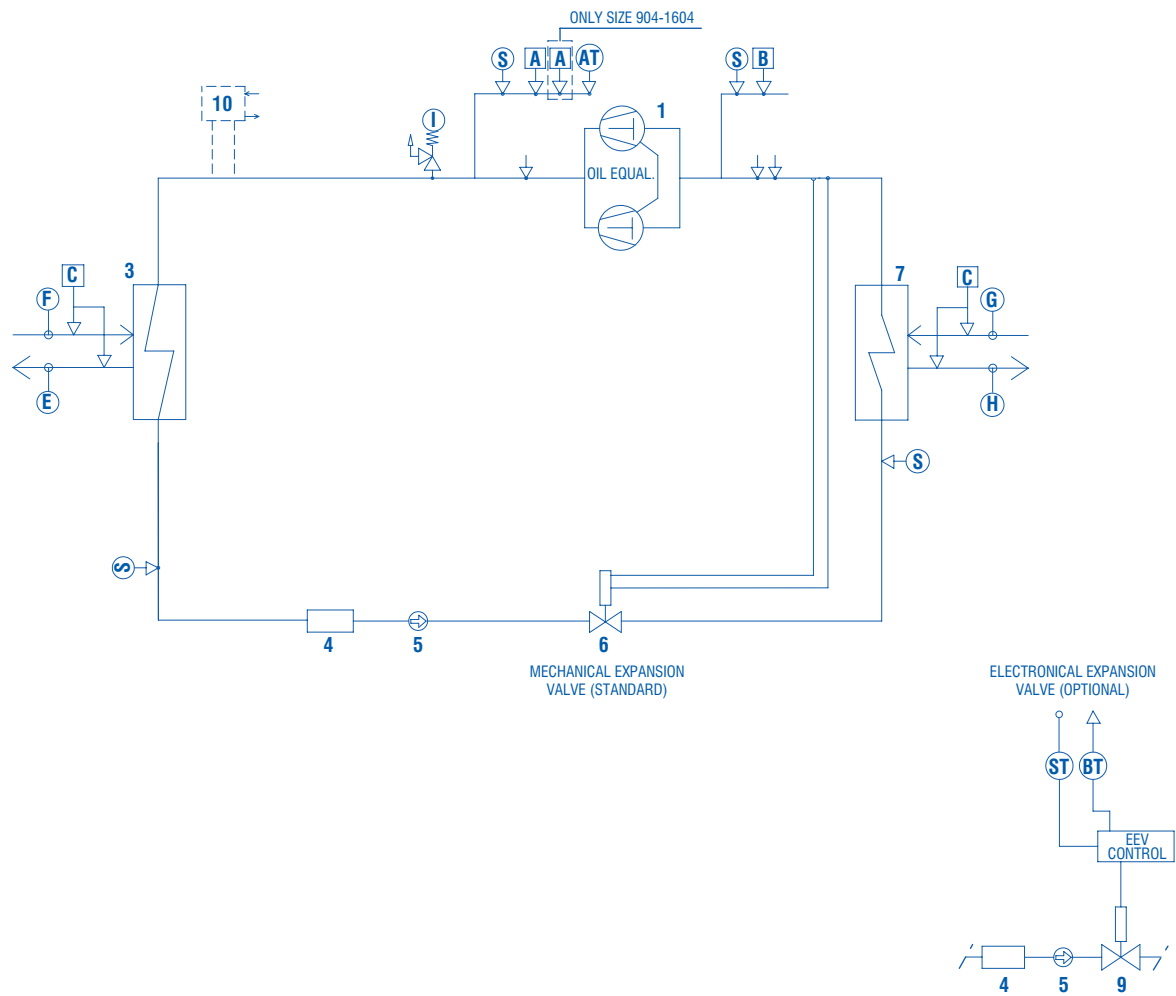 ONLY SIZE 904-1604
S A A AT S B
10
I
1
OIL EQUAL.
3
C
F
E
7
C
G
H
S
S
4
5
6
MECHANICAL EXPANSION
VALVE (STANDARD)
ELECTRONICAL EXPANSION
VALVE (OPTIONAL)
ST BT
EEV
CONTROL
4 5 9